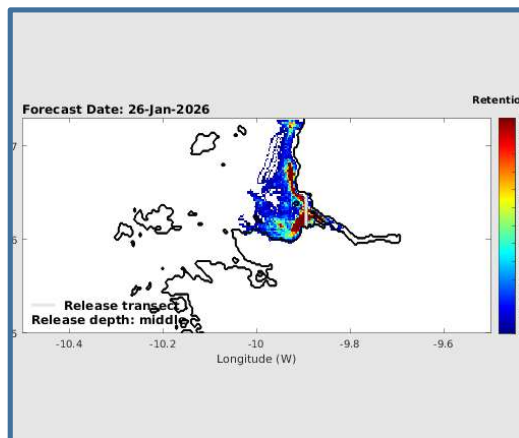 Retentio
Forecast Date: 26-Jan-2026
7
6
5
Release transect
Release depth: middle
-10.4
-10.2
-10
-9.8
-9.6
Longitude (W)